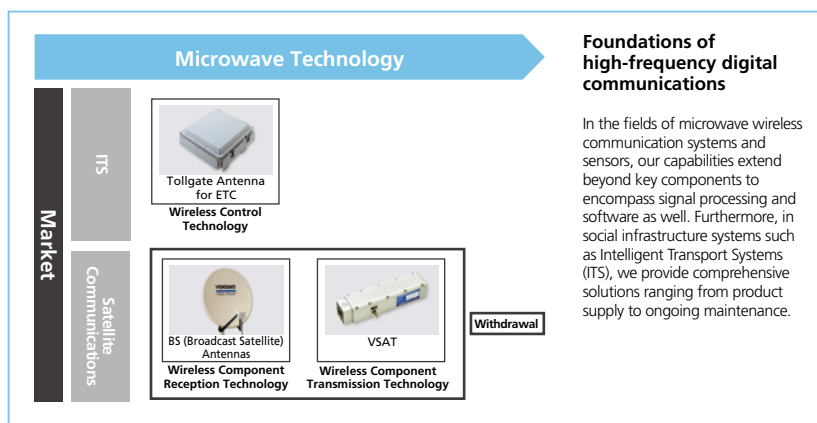 Microwave Technology
Market
ITS
Tollgate Antenna
for ETC
Wireless Control
Technology
Satellite
Communications
BS (Broadcast Satellite)
Antennas
Wireless Component
Reception Technology
VSAT
Wireless Component
Transmission Technology
Withdrawal
Foundations of
high-frequency digital
communications
In the fields of microwave wireless
communication systems and
sensors, our capabilities extend
beyond key components to
encompass signal processing and
software as well. Furthermore, in
social infrastructure systems such
as Intelligent Transport Systems
(ITS), we provide comprehensive
solutions ranging from product
supply to ongoing maintenance.